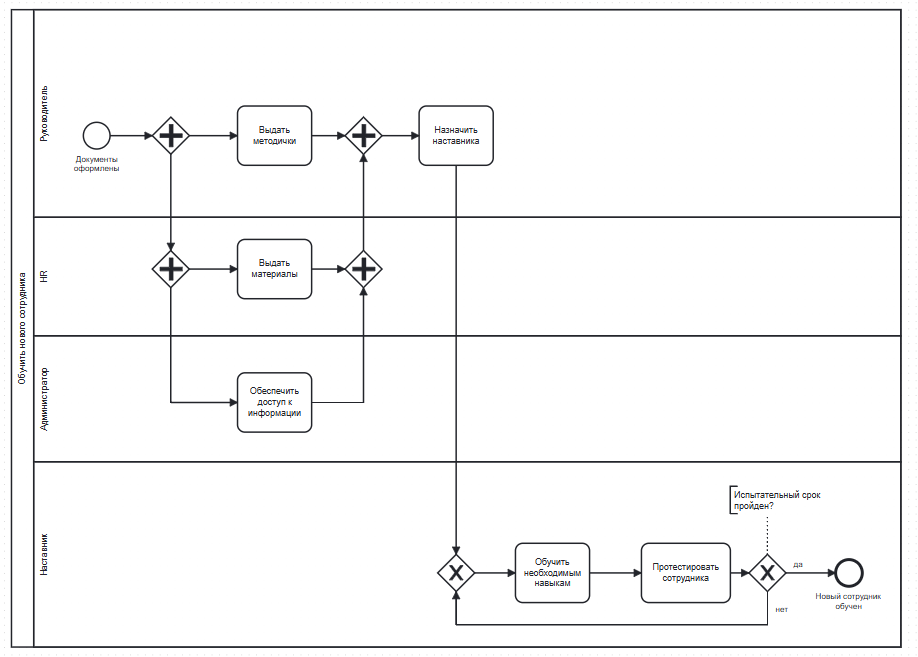 Обучить нового сотрудника
Руководитель
Документы
оформлены
Выдать
методички
Назначить
наставника
HR
Выдать
материалы
Администратор
Обеспечить
доступ к
информации
Наставник
Обучить
необходимым
навыкам
Протестировать
сотрудника
Испытательный срок
пройден?
да
нет
Новый сотрудник
обучен